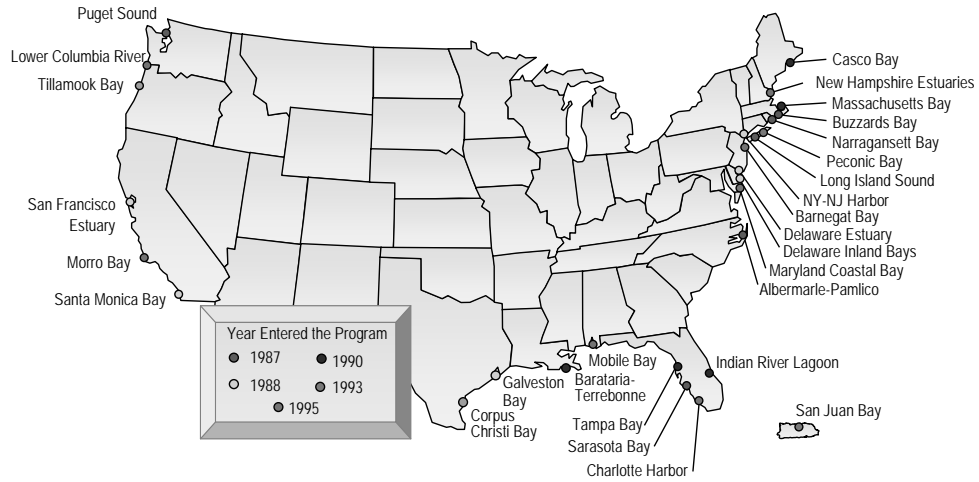 Puget Sound
Lower Columbia River
Tillamook Bay
San Francisco
Estuary
Morro Bay
Santa Monica Bay
Year Entered the Program
1987
1990
1988
1993
1995
Galveston
Bay
Corpus
Christi Bay
Mobile Bay
Barataria-
Terrebonne
Tampa Bay
Sarasota Bay
Charlotte Harbor
Indian River Lagoon
San Juan Bay
Casco Bay
New Hampshire Estuaries
Massachusetts Bay
Buzzards Bay
Narragansett Bay
Peconic Bay
Long Island Sound
NY-NJ Harbor
Barnegat Bay
Delaware Estuary
Delaware Inland Bays
Maryland Coastal Bay
Albermarle-Pamlico